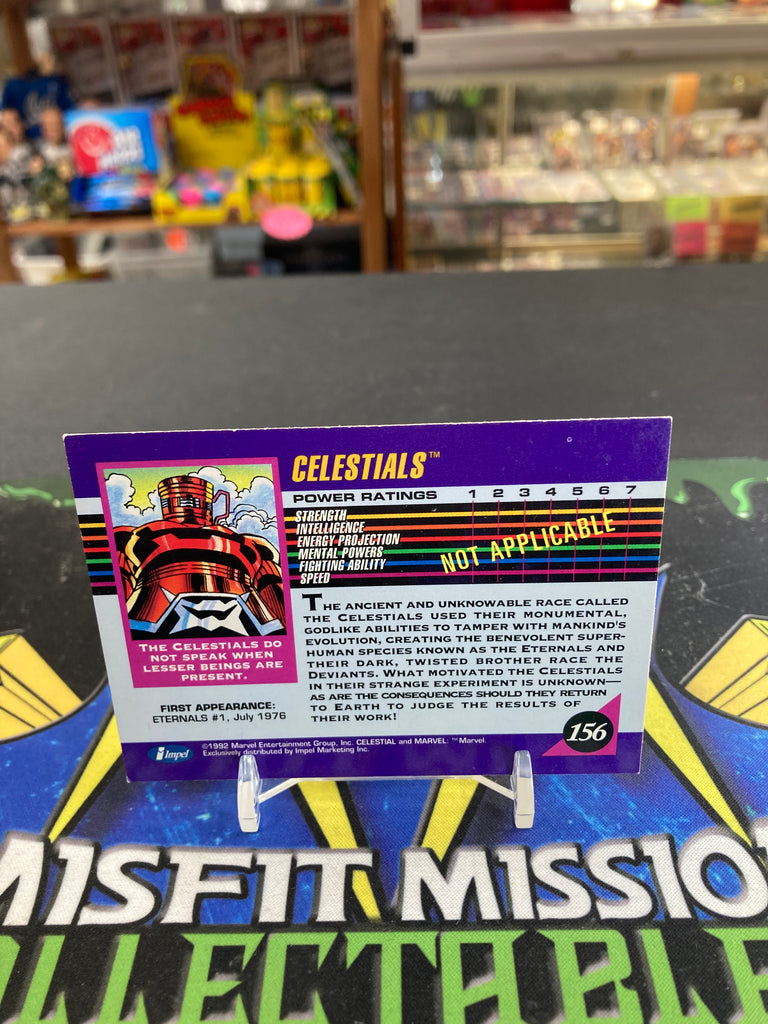 CELESTIALS™
POWER RATINGS 1 2 3 4 5 6 7
STRENGTH
INTELLIGENCE
ENERGY PROJECTION
MENTAL POWERS
FIGHTING ABILITY
SPEED
NOT APPLICABLE
THE CELESTIALS DO
NOT SPEAK WHEN
LESSER BEINGS ARE
PRESENT.
FIRST APPEARANCE:
ETERNALS #1, July 1976
THE ANCIENT AND UNKNOWABLE RACE CALLED
THE CELESTIALS USED THEIR MONUMENTAL,
GODLIKE ABILITIES TO TAMPER WITH MANKIND'S
EVOLUTION, CREATING THE BENEVOLENT SUPER-
HUMAN SPECIES KNOWN AS THE ETERNALS AND
THEIR DARK, TWISTED BROTHER RACE THE
DEVIANTS. WHAT MOTIVATED THE CELESTIALS
IN THEIR STRANGE EXPERIMENT IS UNKNOWN—
AS ARE THE CONSEQUENCES SHOULD THEY RETURN
TO EARTH TO JUDGE THE RESULTS OF
THEIR WORK!
156
i Impel
©1992 Marvel Entertainment Group, Inc. CELESTIAL and MARVEL: ™ Marvel.
Exclusively distributed by Impel Marketing Inc.
MISFIT MISSION
OLLECTABLE